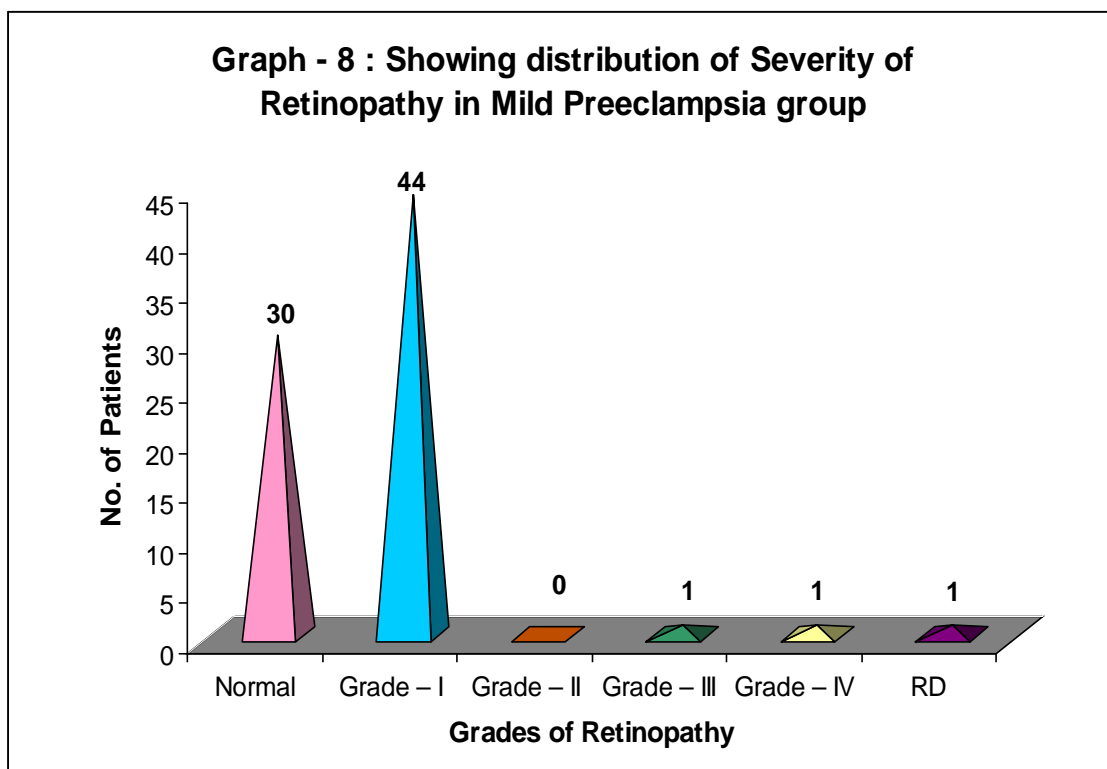 Graph - 8 : Showing distribution of Severity of
Retinopathy in Mild Preeclampsia group
No. of Patients
45
40
35
30
25
20
15
10
5
0
30
44
0
1
1
1
Normal
Grade – I
Grade – II
Grade – III
Grade – IV
RD
Grades of Retinopathy